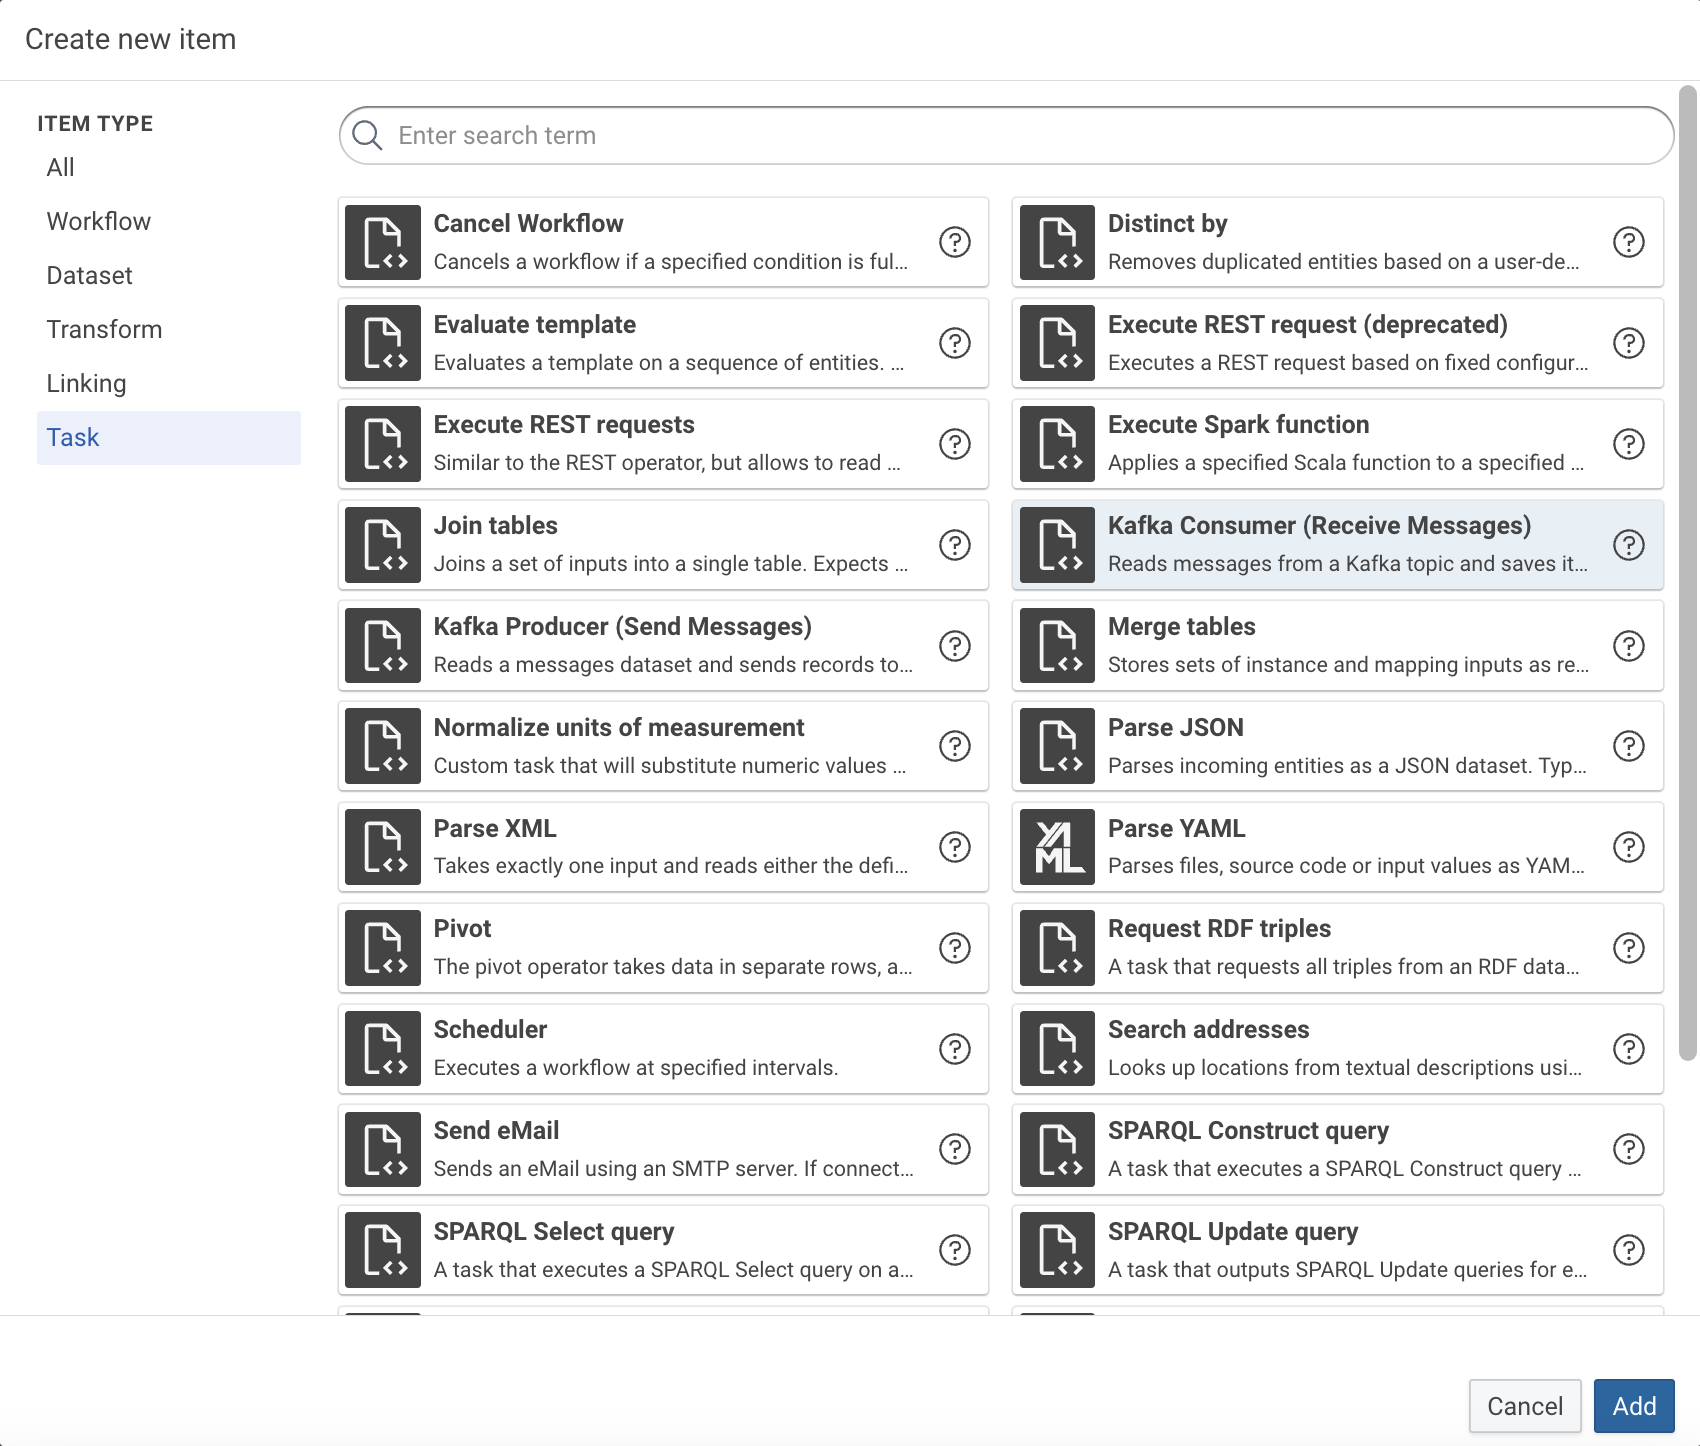 Create new item
ITEM TYPE
All
Workflow
Dataset
Transform
Linking
Task
Enter search term
Cancel Workflow
Cancels a workflow if a specified condition is ful...
Distinct by
Removes duplicated entities based on a user-de...
Evaluate template
Evaluates a template on a sequence of entities. ...
Execute REST request (deprecated)
Executes a REST request based on fixed configur...
Execute REST requests
Similar to the REST operator, but allows to read ...
Execute Spark function
Applies a specified Scala function to a specified ...
Join tables
Joins a set of inputs into a single table. Expects ...
Kafka Consumer (Receive Messages)
Reads messages from a Kafka topic and saves it...
Kafka Producer (Send Messages)
Reads a messages dataset and sends records to...
Merge tables
Stores sets of instance and mapping inputs as re...
Normalize units of measurement
Custom task that will substitute numeric values ...
Parse JSON
Parses incoming entities as a JSON dataset. Typ...
Parse XML
Takes exactly one input and reads either the defi...
YAML
Parse YAML
Parses files, source code or input values as YAM...
Pivot
The pivot operator takes data in separate rows, a...
Request RDF triples
A task that requests all triples from an RDF data...
Scheduler
Executes a workflow at specified intervals.
Search addresses
Looks up locations from textual descriptions usi...
Send eMail
Sends an eMail using an SMTP server. If connect...
SPARQL Construct query
A task that executes a SPARQL Construct query ...
SPARQL Select query
A task that executes a SPARQL Select query on a...
SPARQL Update query
A task that outputs SPARQL Update queries for e...
Cancel
Add